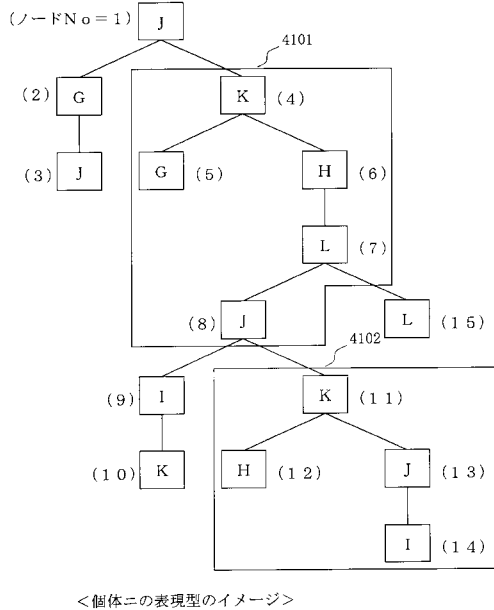 (ノードNo=1) J
4101
(2) G
K (4)
(3) J
G (5)
H (6)
L (7)
(8) J
L (15)
4102
(9) I
K (11)
(10) K
H (12)
J (13)
I (14)
<個体ニの表現型のイメージ>